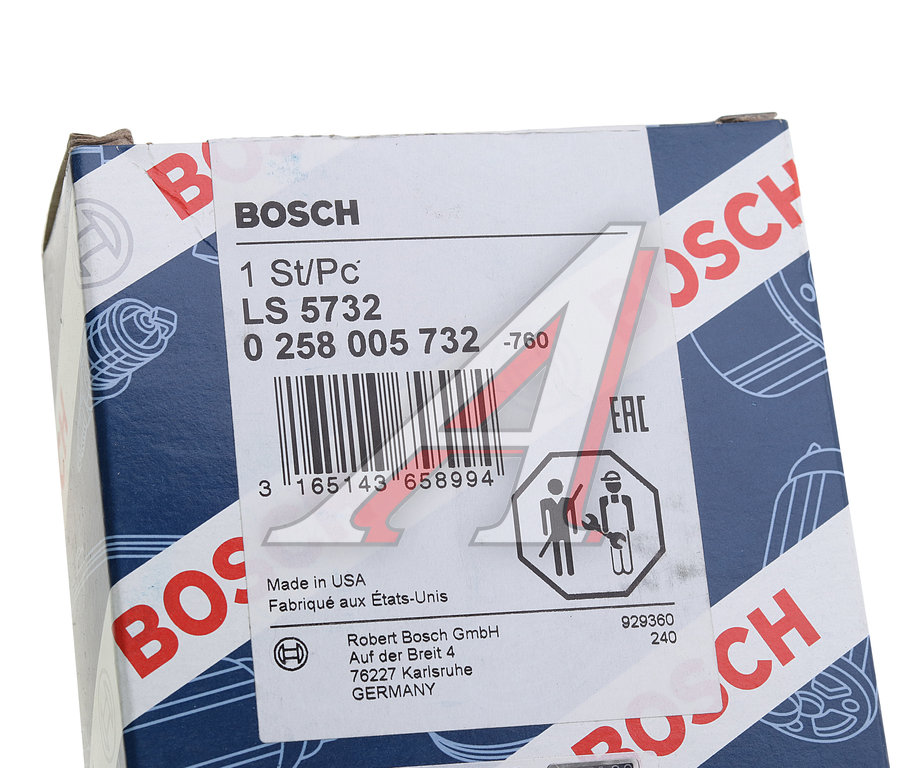 BOSCH
BOSCH
BOSCH
1 St/Pc
LS 5732
0 258 005 732 -760
EAC
3 165143 658994
Made in USA
Fabriqué aux États-Unis
929360
240
Robert Bosch GmbH
Auf der Breit 4
76227 Karlsruhe
GERMANY
BOSCH
BOSCH